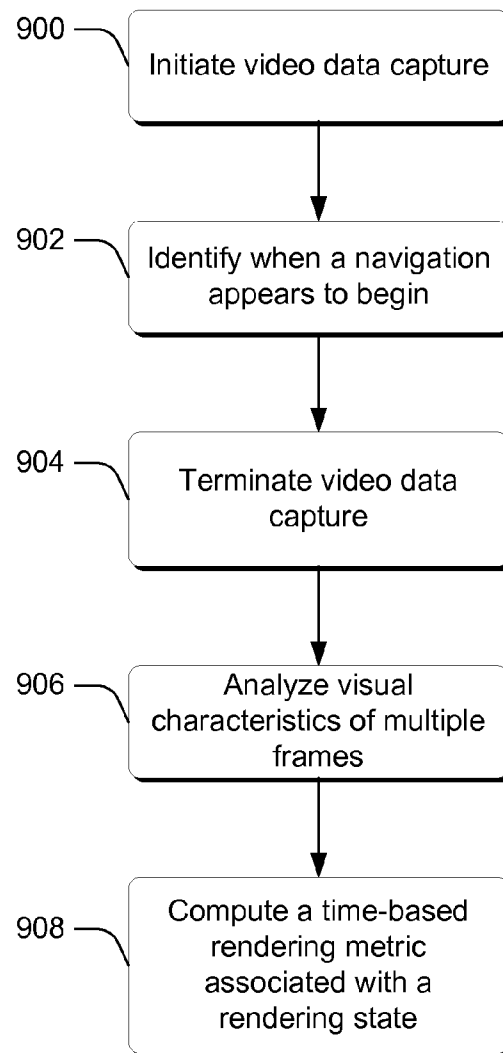 900
Initiate video data capture
902
Identify when a navigation
appears to begin
904
Terminate video data
capture
906
Analyze visual
characteristics of multiple
frames
908
Compute a time-based
rendering metric
associated with a
rendering state